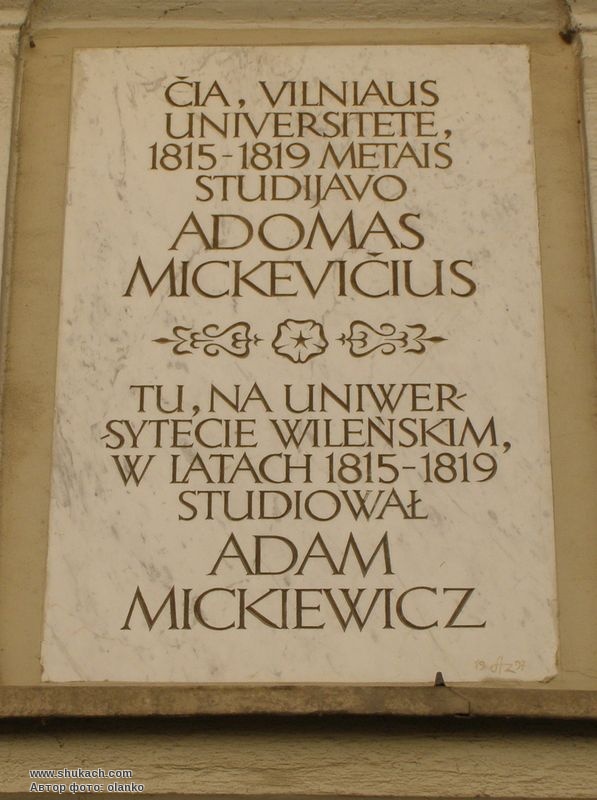 ČIA, VILNIAUS
UNIVERSITETE,
1815-1819 METAIS
STUDIJAVO
ADOMAS
MICKEVIČIUS
TU, NA UNIWER-
-SYTECIE WILEŃSKIM,
W LATACH 1815-1819
STUDIOWAŁ
ADAM
MICKIEWICZ
www.shukach.com
Автор фото: olanko